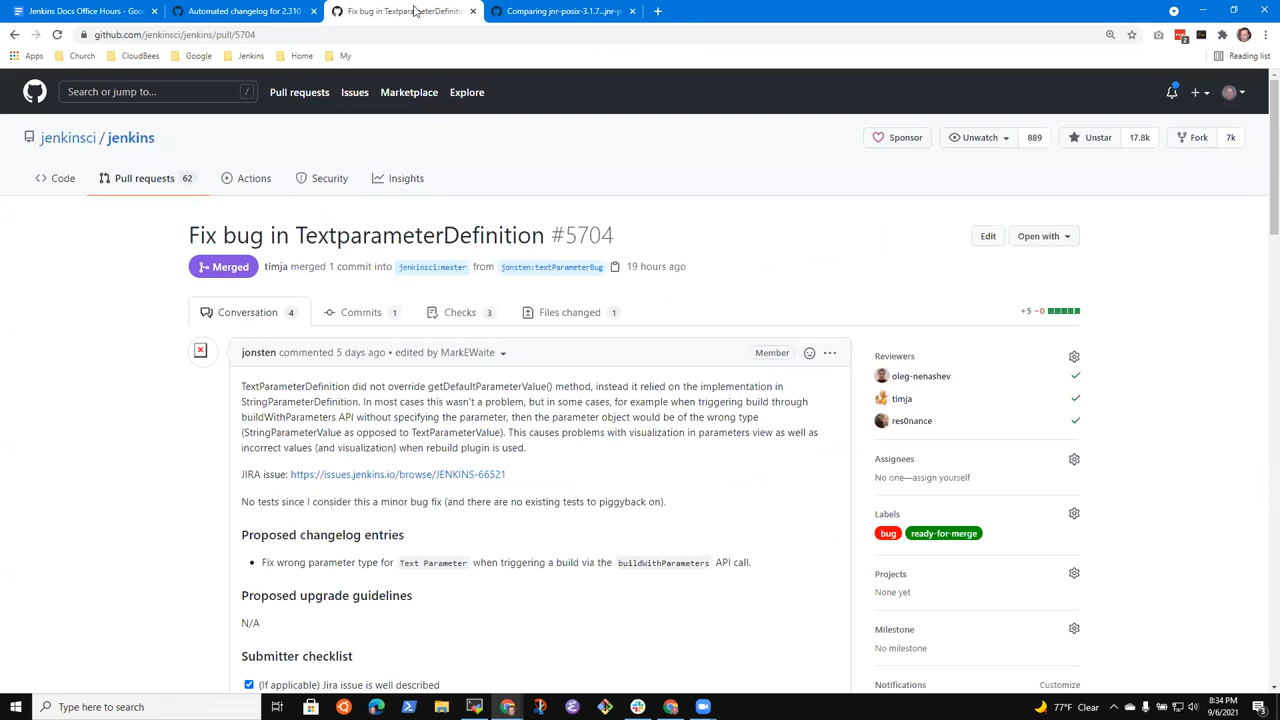 Jenkins Docs Office Hours - Goo
Automated changelog for 2.310
Fix bug in TextparameterDefinitio
Comparing jnr-posix-3.1.7...jnr-p
github.com/jenkinsci/jenkins/pull/5704
2
Apps
Church
CloudBees
Google
Jenkins
Home
My
Reading list
Search or jump to...
/
Pull requests
Issues
Marketplace
Explore
jenkinsci / jenkins
Sponsor
Unwatch
889
Unstar
17.8k
Fork
7k
Code
Pull requests 62
Actions
Security
Insights
Fix bug in TextparameterDefinition #5704
Edit
Open with
Merged
timja merged 1 commit into jenkinsci:master from jonsten:textParameterBug 19 hours ago
Conversation 4
Commits 1
Checks 3
Files changed 1
+5 −0
jonsten commented 5 days ago • edited by MarkEWaite
Member
TextParameterDefinition did not override getDefaultParameterValue() method, instead it relied on the implementation in
StringParameterDefinition. In most cases this wasn't a problem, but in some cases, for example when triggering build through
buildWithParameters API without specifying the parameter, then the parameter object would be of the wrong type
(StringParameterValue as opposed to TextParameterValue). This causes problems with visualization in parameters view as well as
incorrect values (and visualization) when rebuild plugin is used.
JIRA issue: https://issues.jenkins.io/browse/JENKINS-66521
No tests since I consider this a minor bug fix (and there are no existing tests to piggyback on).
Proposed changelog entries
• Fix wrong parameter type for Text Parameter when triggering a build via the buildWithParameters API call.
Proposed upgrade guidelines
N/A
Submitter checklist
(If applicable) Jira issue is well described
Reviewers
oleg-nenashev
timja
res0nance
Assignees
No one—assign yourself
Labels
bug
ready-for-merge
Projects
None yet
Milestone
No milestone
Notifications
Customize
Type here to search
77°F Clear
8:34 PM
9/6/2021
3